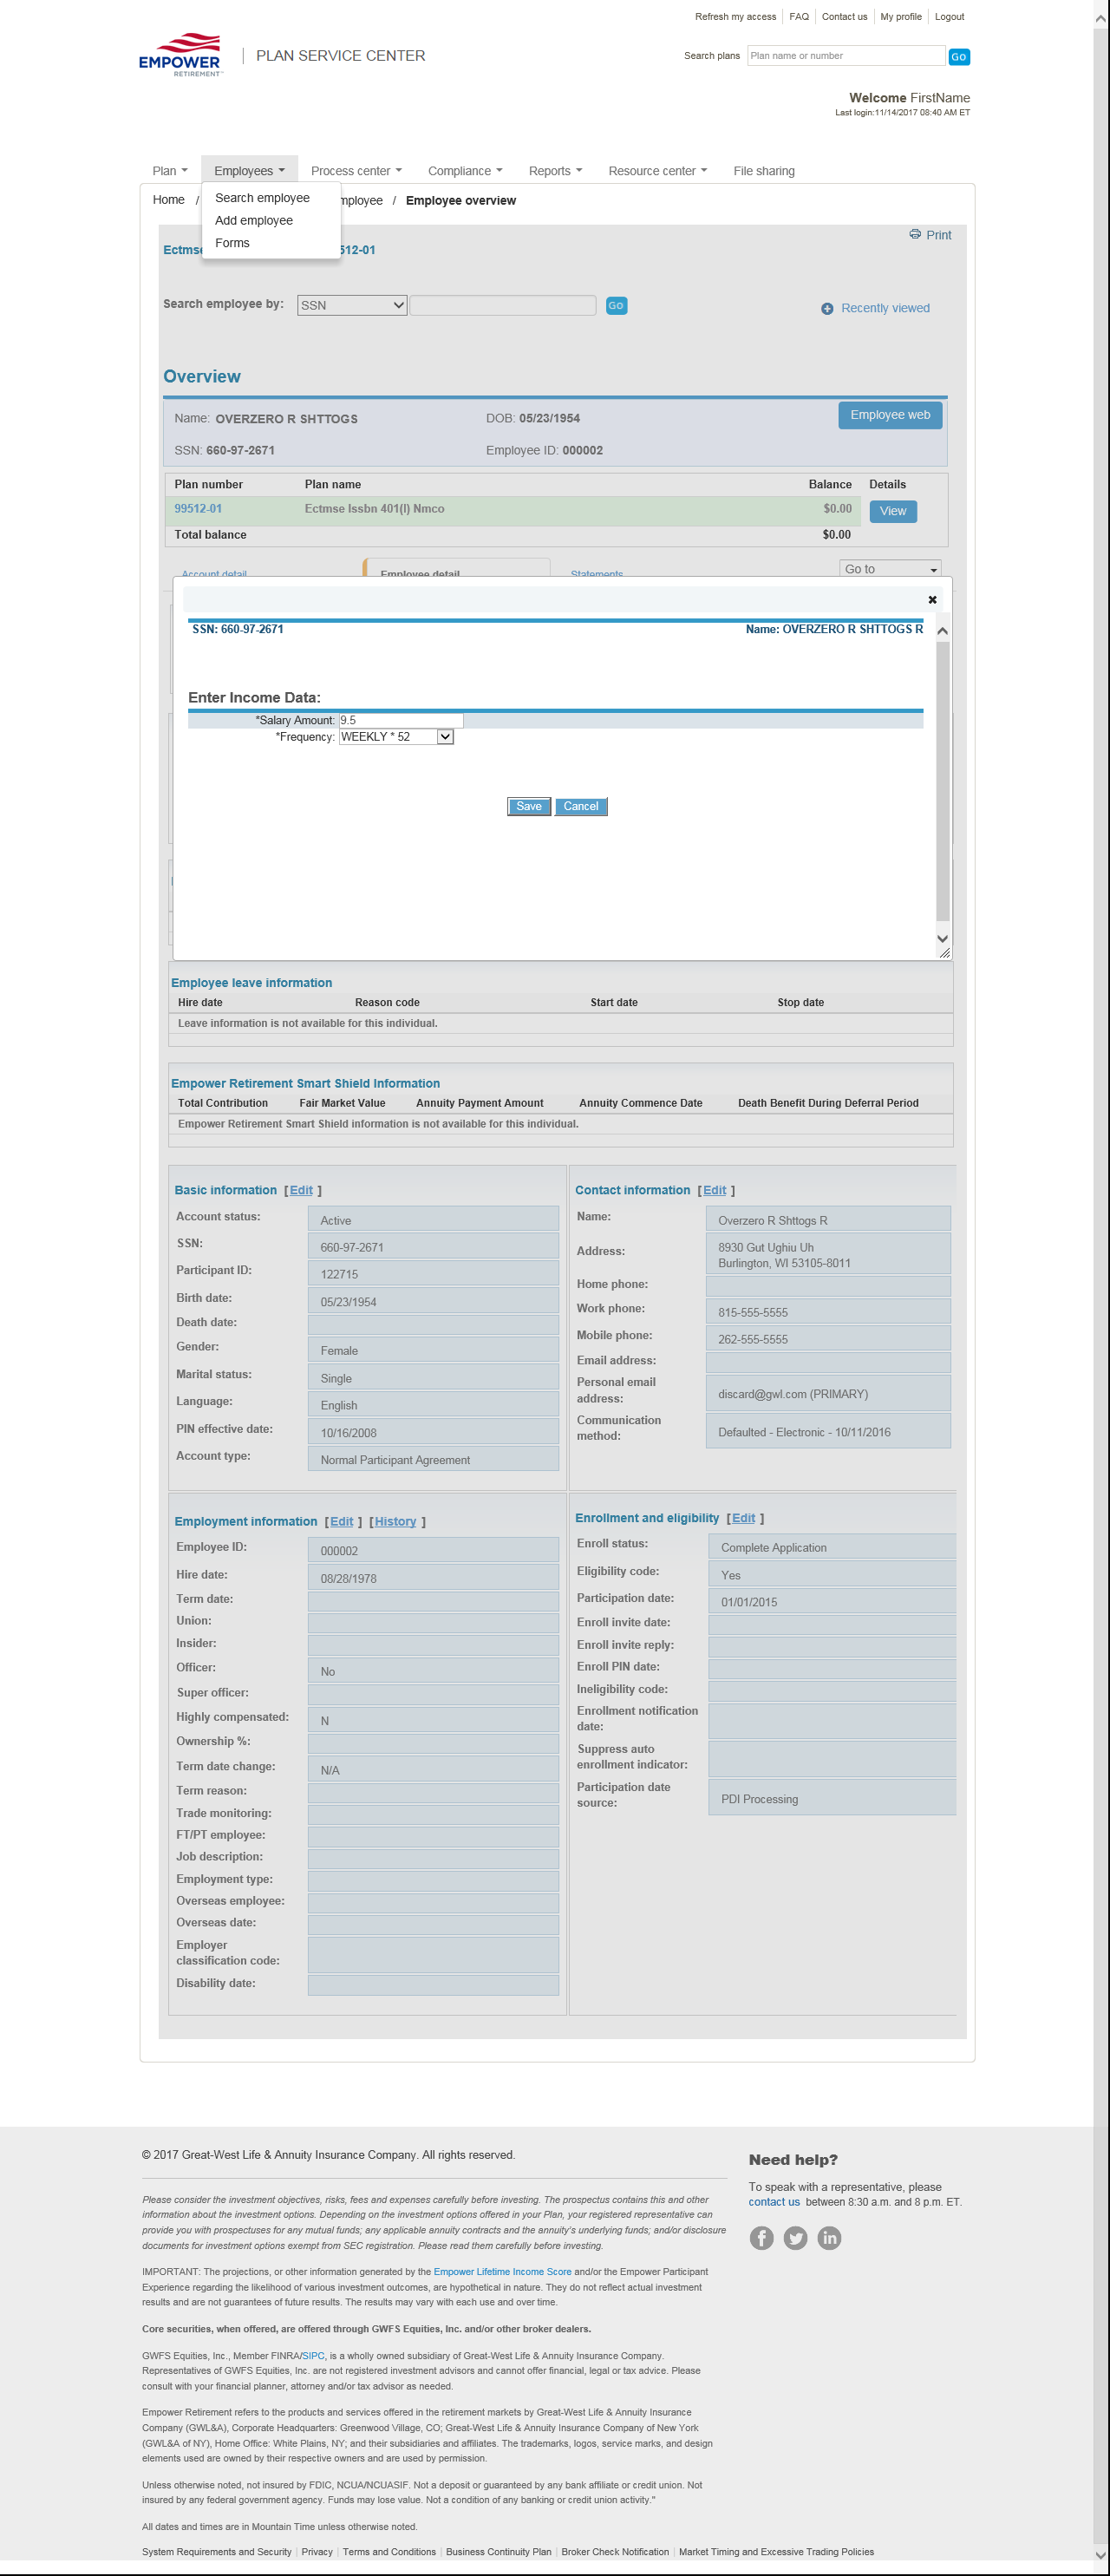 Refresh my access FAQ Contact us My profile Logout
EMPOWER
RETIREMENT™
PLAN SERVICE CENTER
Search plans Plan name or number Go
Welcome FirstName
Last login:11/14/2017 08:40 AM ET
Plan Employees Process center Compliance Reports Resource center File sharing
Home / mployee / Employee overview
Search employee
Add employee
Forms
Print
Ectmse 512-01
Search employee by: SSN Go
Recently viewed
Overview
Name: OVERZERO R SHTTOGS DOB: 05/23/1954 Employee web
SSN: 660-97-2671 Employee ID: 000002
Plan number Plan name Balance Details
99512-01 Ectmse Issbn 401(l) Nmco $0.00 View
Total balance $0.00
Account detail Employee detail Statements Go to
SSN: 660-97-2671 Name: OVERZERO R SHTTOGS R
Enter Income Data:
*Salary Amount: 9.5
*Frequency: WEEKLY * 52
Save Cancel
Employee leave information
Hire date Reason code Start date Stop date
Leave information is not available for this individual.
Empower Retirement Smart Shield Information
Total Contribution Fair Market Value Annuity Payment Amount Annuity Commence Date Death Benefit During Deferral Period
Empower Retirement Smart Shield information is not available for this individual.
Basic information [Edit ]
Account status: Active
SSN: 660-97-2671
Participant ID: 122715
Birth date: 05/23/1954
Death date:
Gender: Female
Marital status: Single
Language: English
PIN effective date: 10/16/2008
Account type: Normal Participant Agreement
Contact information [Edit ]
Name: Overzero R Shttogs R
Address: 8930 Gut Ughiu Uh
Burlington, WI 53105-8011
Home phone:
Work phone: 815-555-5555
Mobile phone: 262-555-5555
Email address:
Personal email
address: discard@gwl.com (PRIMARY)
Communication
method: Defaulted - Electronic - 10/11/2016
Employment information [Edit ] [History ]
Employee ID: 000002
Hire date: 08/28/1978
Term date:
Union:
Insider:
Officer: No
Super officer:
Highly compensated: N
Ownership %:
Term date change: N/A
Term reason:
Trade monitoring:
FT/PT employee:
Job description:
Employment type:
Overseas employee:
Overseas date:
Employer
classification code:
Disability date:
Enrollment and eligibility [Edit ]
Enroll status: Complete Application
Eligibility code: Yes
Participation date: 01/01/2015
Enroll invite date:
Enroll invite reply:
Enroll PIN date:
Ineligibility code:
Enrollment notification
date:
Suppress auto
enrollment indicator:
Participation date
source: PDI Processing
© 2017 Great-West Life & Annuity Insurance Company. All rights reserved.
Please consider the investment objectives, risks, fees and expenses carefully before investing. The prospectus contains this and other
information about the investment options. Depending on the investment options offered in your Plan, your registered representative can
provide you with prospectuses for any mutual funds; any applicable annuity contracts and the annuity's underlying funds; and/or disclosure
documents for investment options exempt from SEC registration. Please read them carefully before investing.
IMPORTANT: The projections, or other information generated by the Empower Lifetime Income Score and/or the Empower Participant
Experience regarding the likelihood of various investment outcomes, are hypothetical in nature. They do not reflect actual investment
results and are not guarantees of future results. The results may vary with each use and over time.
Core securities, when offered, are offered through GWFS Equities, Inc. and/or other broker dealers.
GWFS Equities, Inc., Member FINRA/SIPC, is a wholly owned subsidiary of Great-West Life & Annuity Insurance Company.
Representatives of GWFS Equities, Inc. are not registered investment advisors and cannot offer financial, legal or tax advice. Please
consult with your financial planner, attorney and/or tax advisor as needed.
Empower Retirement refers to the products and services offered in the retirement markets by Great-West Life & Annuity Insurance
Company (GWL&A), Corporate Headquarters: Greenwood Village, CO; Great-West Life & Annuity Insurance Company of New York
(GWL&A of NY), Home Office: White Plains, NY; and their subsidiaries and affiliates. The trademarks, logos, service marks, and design
elements used are owned by their respective owners and are used by permission.
Unless otherwise noted, not insured by FDIC, NCUA/NCUASIF. Not a deposit or guaranteed by any bank affiliate or credit union. Not
insured by any federal government agency. Funds may lose value. Not a condition of any banking or credit union activity."
All dates and times are in Mountain Time unless otherwise noted.
System Requirements and Security Privacy Terms and Conditions Business Continuity Plan Broker Check Notification Market Timing and Excessive Trading Policies
Need help?
To speak with a representative, please
contact us between 8:30 a.m. and 8 p.m. ET.